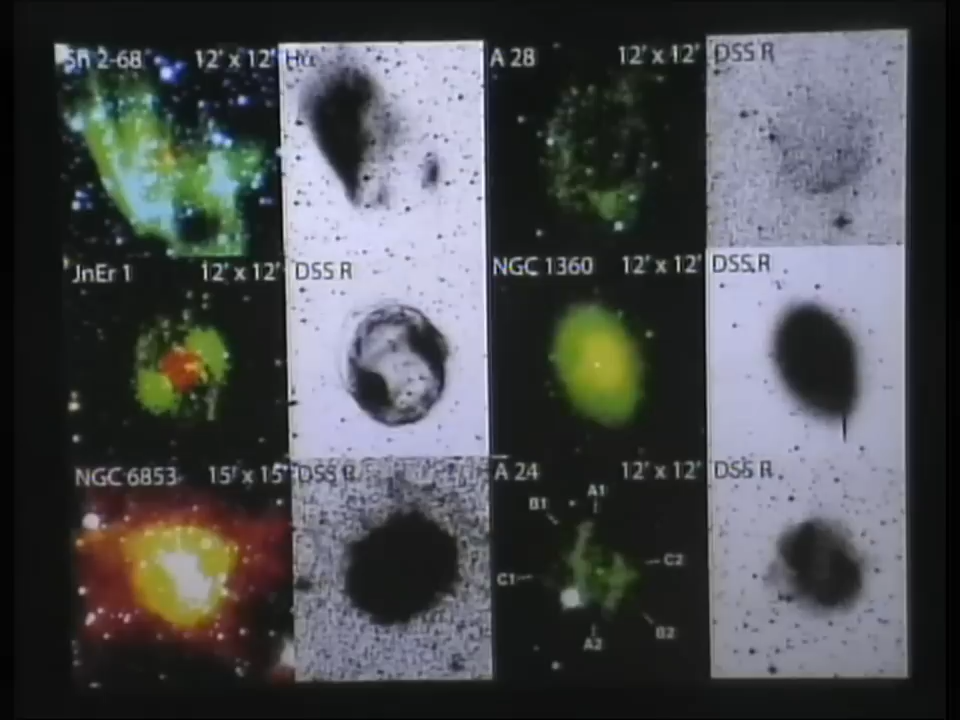 Sh 2-68 12' x 12' Hα A 28 12' x 12' DSS R
JnEr 1 12' x 12' DSS R NGC 1360 12' x 12' DSS R
NGC 6853 15' x 15' DSS R A 24 12' x 12' DSS R
B1 A1
C1 C2
A2 B2